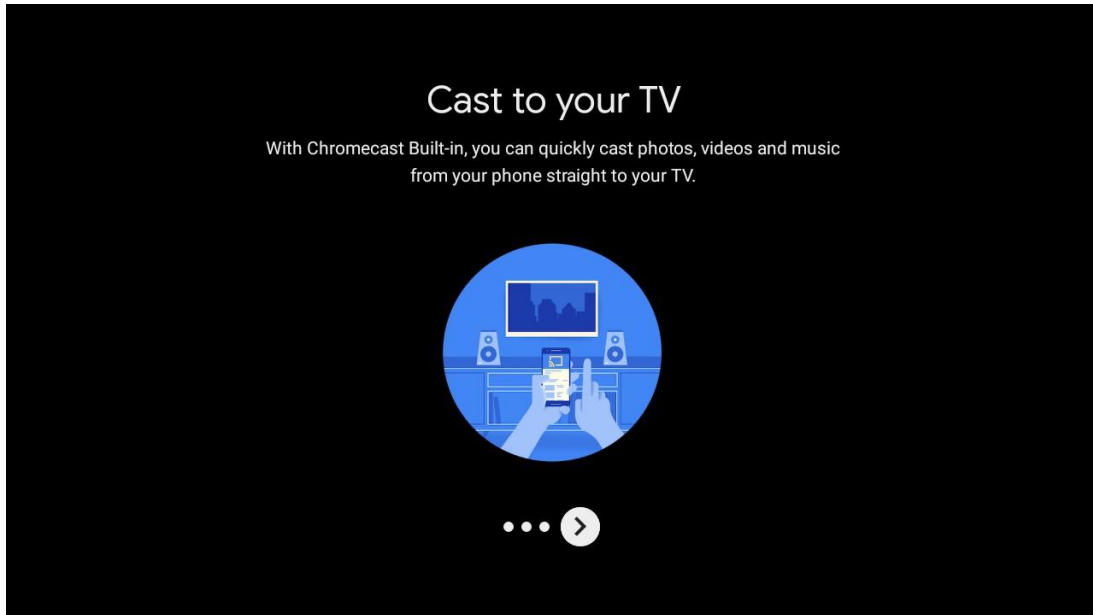 Cast to your TV
With Chromecast Built-in, you can quickly cast photos, videos and music
from your phone straight to your TV.